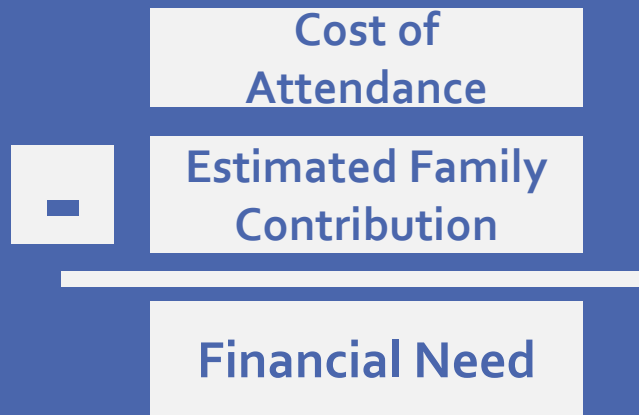 Cost of
Attendance
- Estimated Family
Contribution
Financial Need